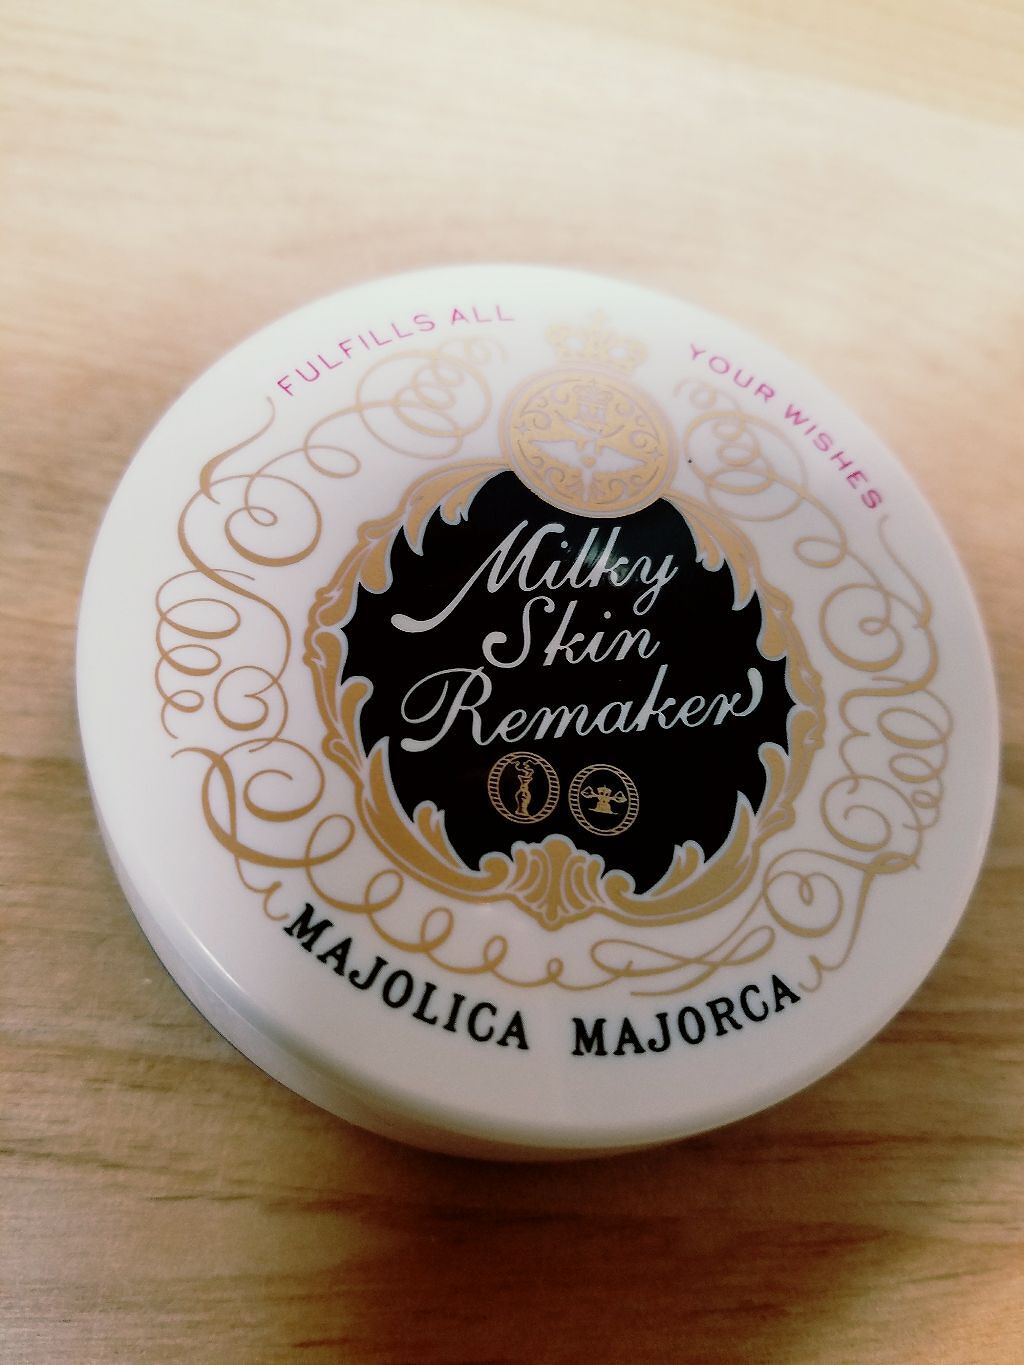 FULFILLS ALL
YOUR WISHES
Milky
Skin
Remaker
MAJOLICA MAJORCA